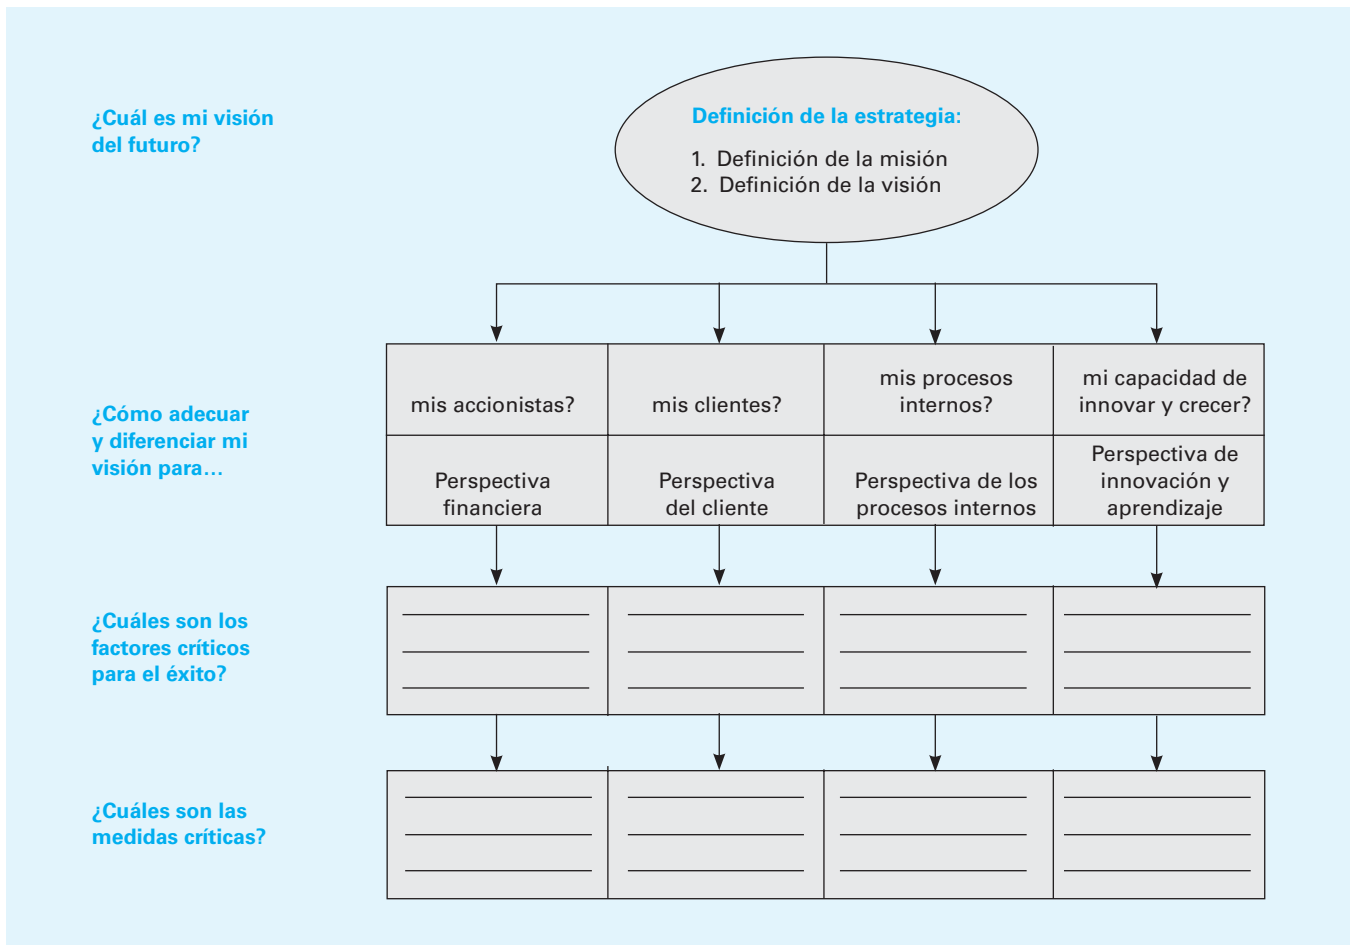 ¿Cuál es mi visión
del futuro?
Definición de la estrategia:
1. Definición de la misión
2. Definición de la visión
¿Cómo adecuar
y diferenciar mi
visión para…
mis accionistas?
mis clientes?
mis procesos
internos?
mi capacidad de
innovar y crecer?
Perspectiva
financiera
Perspectiva
del cliente
Perspectiva de los
procesos internos
Perspectiva de
innovación y
aprendizaje
¿Cuáles son los
factores críticos
para el éxito?
¿Cuáles son las
medidas críticas?